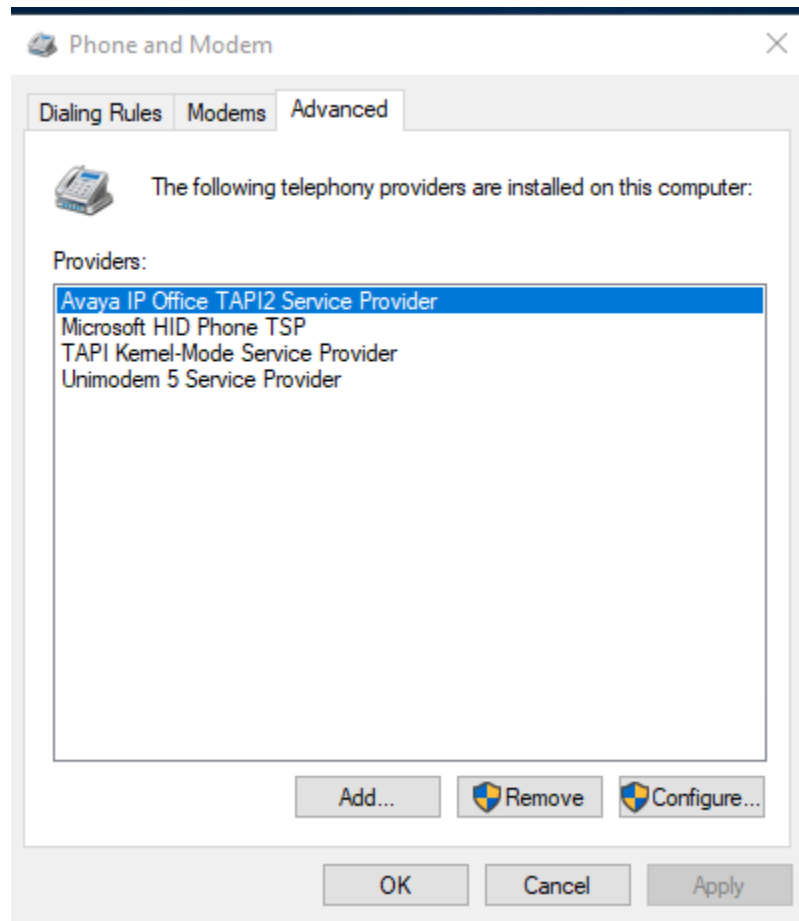 Phone and Modem
Dialing Rules Modems Advanced
The following telephony providers are installed on this computer:
Providers:
Avaya IP Office TAPI2 Service Provider
Microsoft HID Phone TSP
TAPI Kernel-Mode Service Provider
Unimodem 5 Service Provider
Add... Remove Configure...
OK Cancel Apply